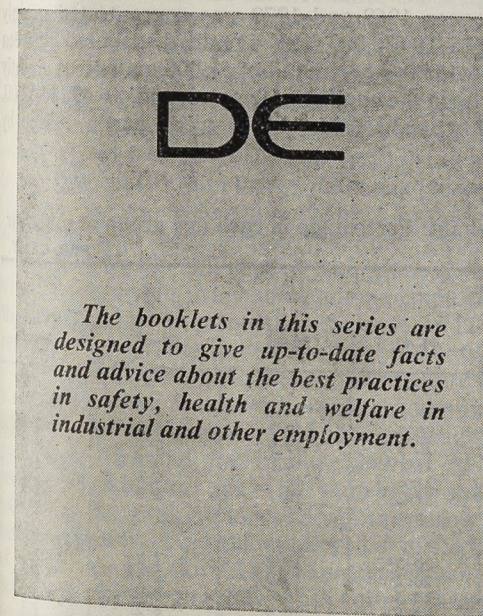 DE
The booklets in this series are
designed to give up-to-date facts
and advice about the best practices
in safety, health and welfare in
industrial and other employment.